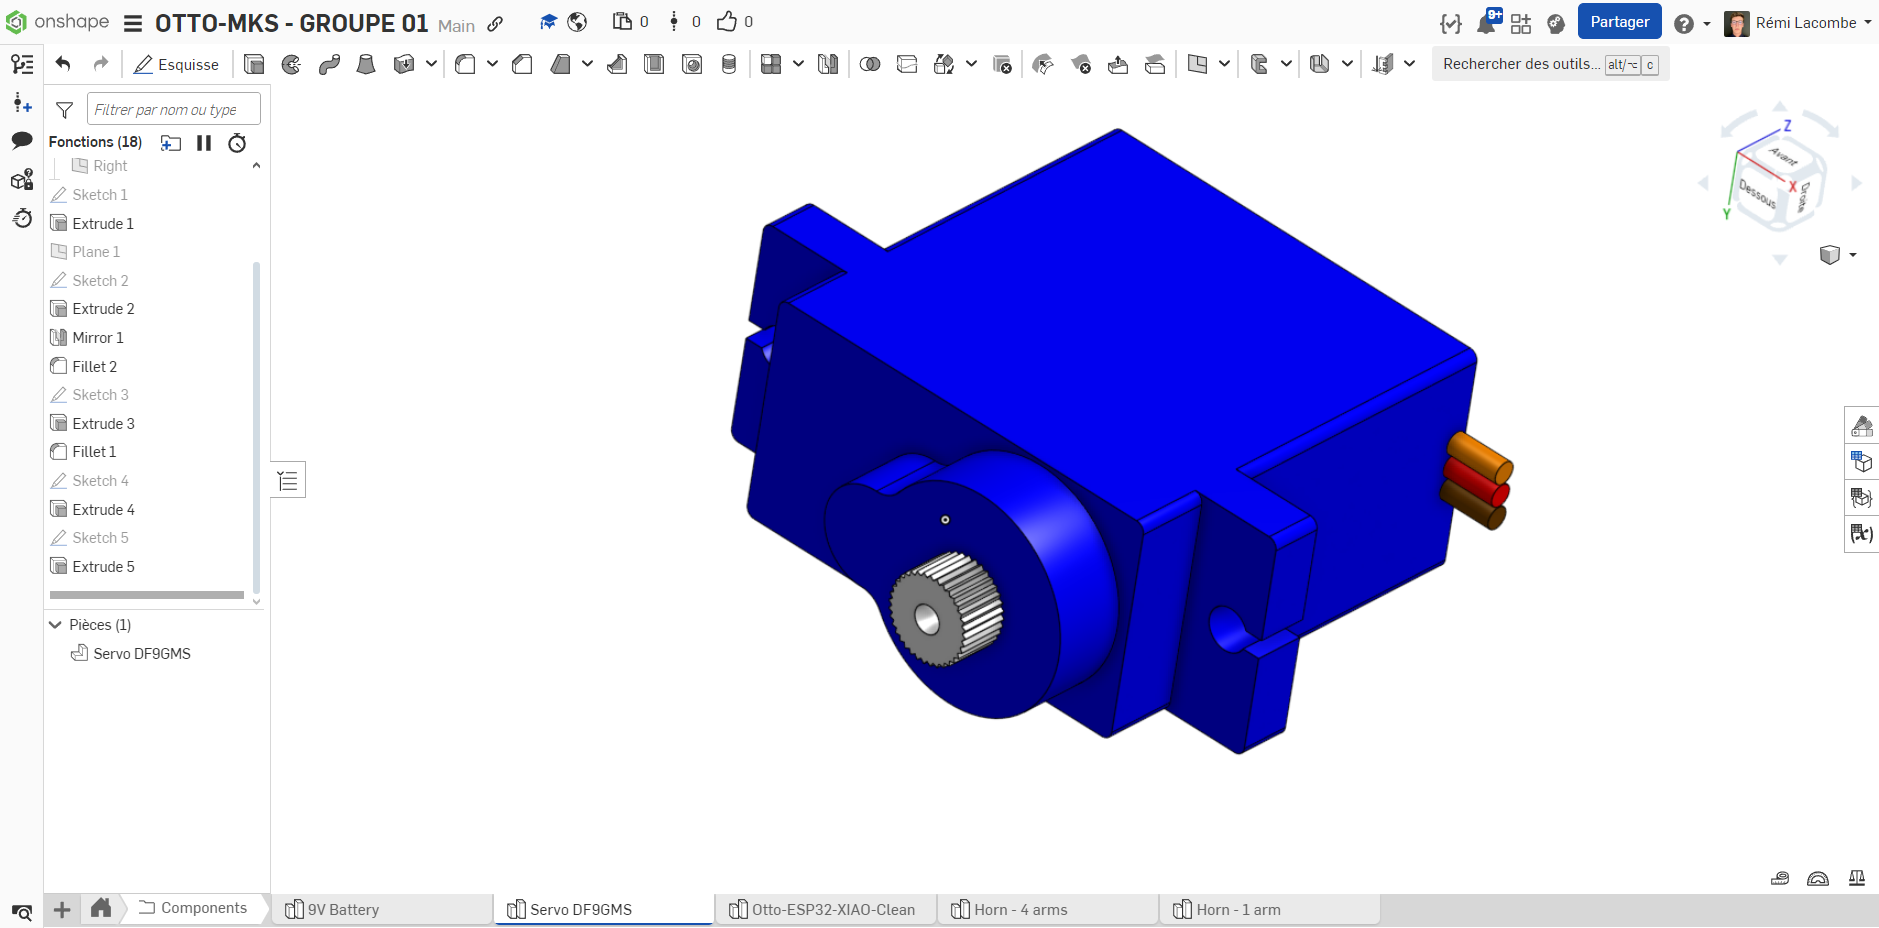 onshape OTTO-MKS - GROUPE 01 Main 0 0 0 9+ Partager Rémi Lacombe
Esquisse Rechercher des outils... alt/⌥ c
Filtrer par nom ou type
Fonctions (18)
Right
Sketch 1
Extrude 1
Plane 1
Sketch 2
Extrude 2
Mirror 1
Fillet 2
Sketch 3
Extrude 3
Fillet 1
Sketch 4
Extrude 4
Sketch 5
Extrude 5
Pièces (1)
Servo DF9GMS
Z
Avant
X
Dessous
Droite
Y
(x)
Components 9V Battery Servo DF9GMS Otto-ESP32-XIAO-Clean Horn - 4 arms Horn - 1 arm